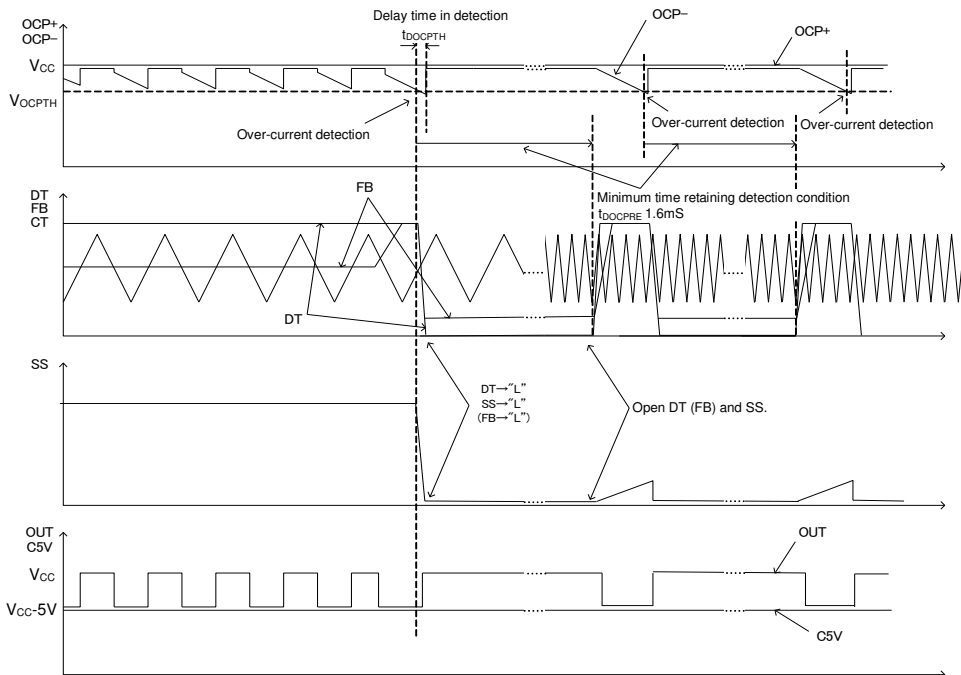 Delay time in detection
tDOCPTH
OCP+
OCP−
OCP−
OCP+
VCC
VOCPTH
Over-current detection
Over-current detection
Over-current detection
Minimum time retaining detection condition
tDOCPRE 1.6mS
DT
FB
CT
FB
DT
SS
DT→"L"
SS→"L"
(FB→"L")
Open DT (FB) and SS.
OUT
C5V
OUT
VCC
VCC-5V
C5V